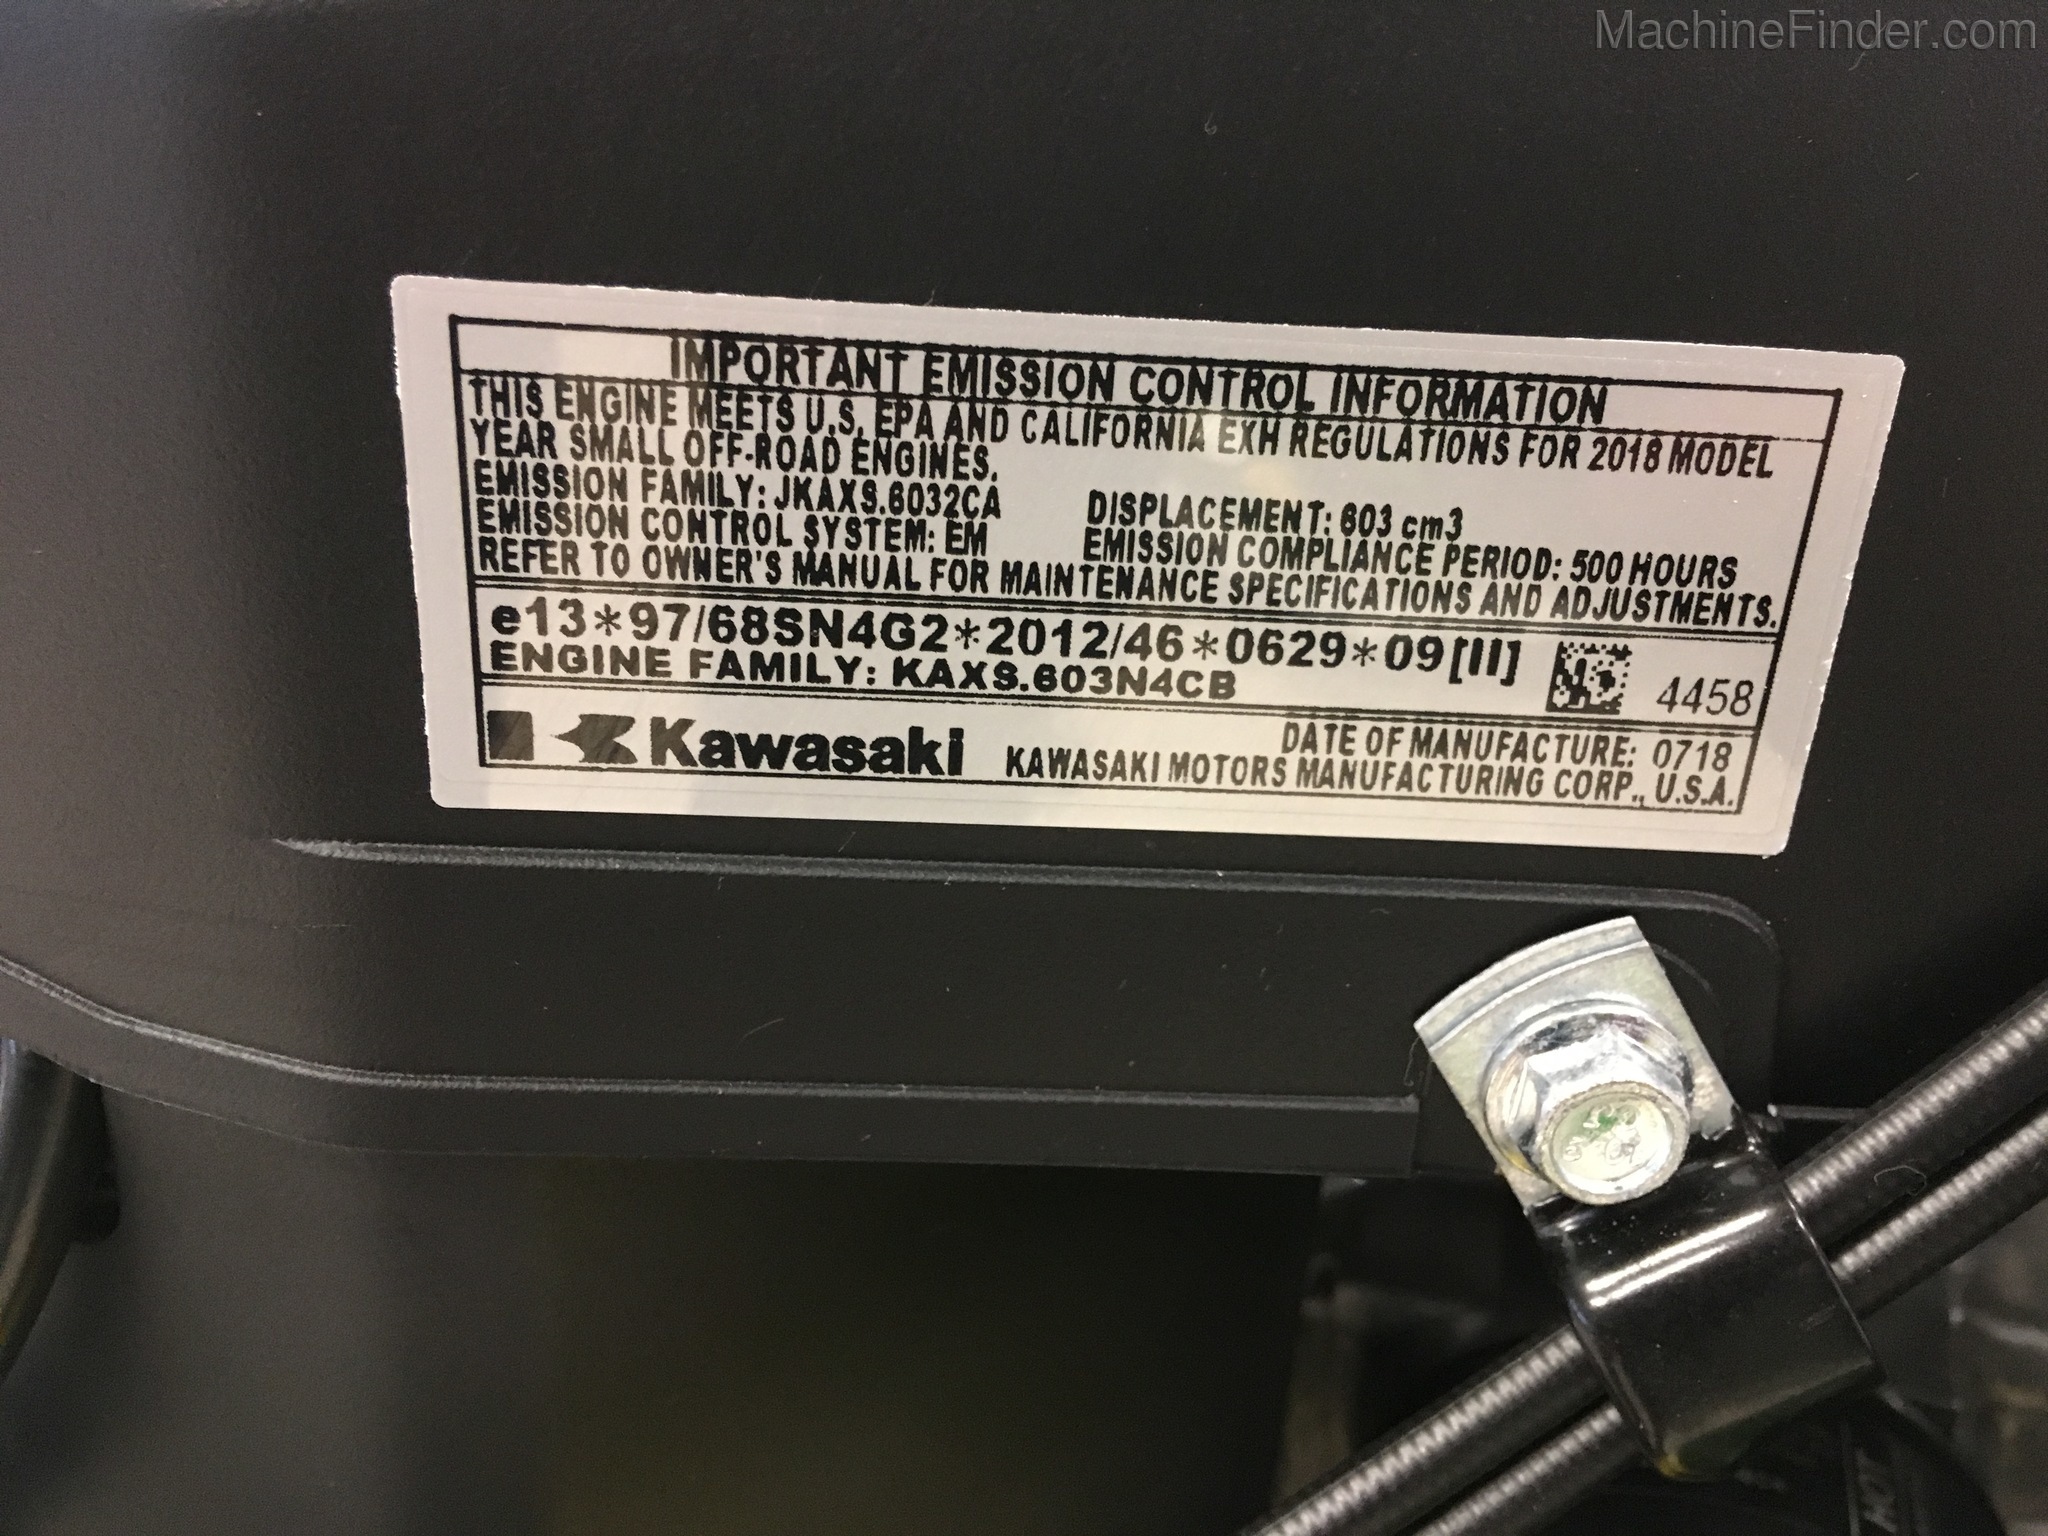 MachineFinder.com
IMPORTANT EMISSION CONTROL INFORMATION
THIS ENGINE MEETS U.S. EPA AND CALIFORNIA EXH REGULATIONS FOR 2018 MODEL
YEAR SMALL OFF-ROAD ENGINES.
EMISSION FAMILY: JKAXS.6032CA DISPLACEMENT: 603 cm3
EMISSION CONTROL SYSTEM: EM EMISSION COMPLIANCE PERIOD: 500 HOURS
REFER TO OWNER'S MANUAL FOR MAINTENANCE SPECIFICATIONS AND ADJUSTMENTS.
e13*97/68SN4G2*2012/46*0629*09[II]
ENGINE FAMILY: KAXS.603N4CB 4458
Kawasaki DATE OF MANUFACTURE: 0718
KAWASAKI MOTORS MANUFACTURING CORP., U.S.A.